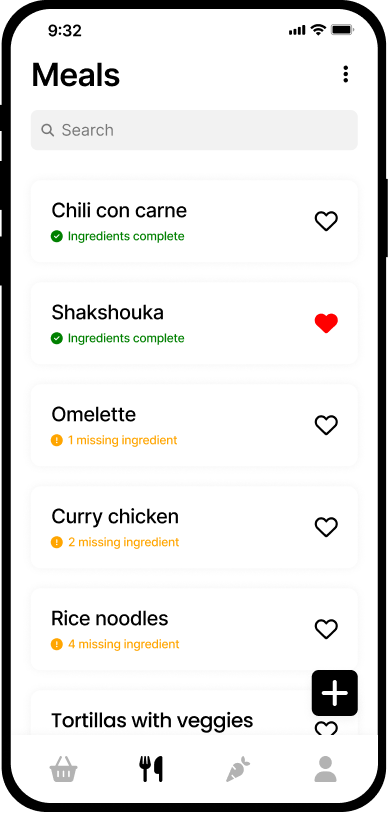 9:32
Meals
Search
Chili con carne
Ingredients complete
Shakshouka
Ingredients complete
Omelette
1 missing ingredient
Curry chicken
2 missing ingredient
Rice noodles
4 missing ingredient
Tortillas with veggies